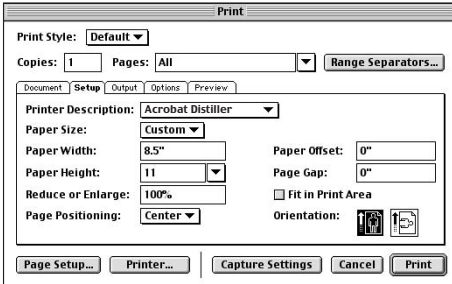 Print
Print Style: Default
Copies: 1 Pages: All Range Separators...
Document Setup Output Options Preview
Printer Description: Acrobat Distiller
Paper Size: Custom
Paper Width: 8.5" Paper Offset: 0"
Paper Height: 11 Page Gap: 0"
Reduce or Enlarge: 100% Fit in Print Area
Page Positioning: Center Orientation:
Page Setup... Printer... Capture Settings Cancel Print